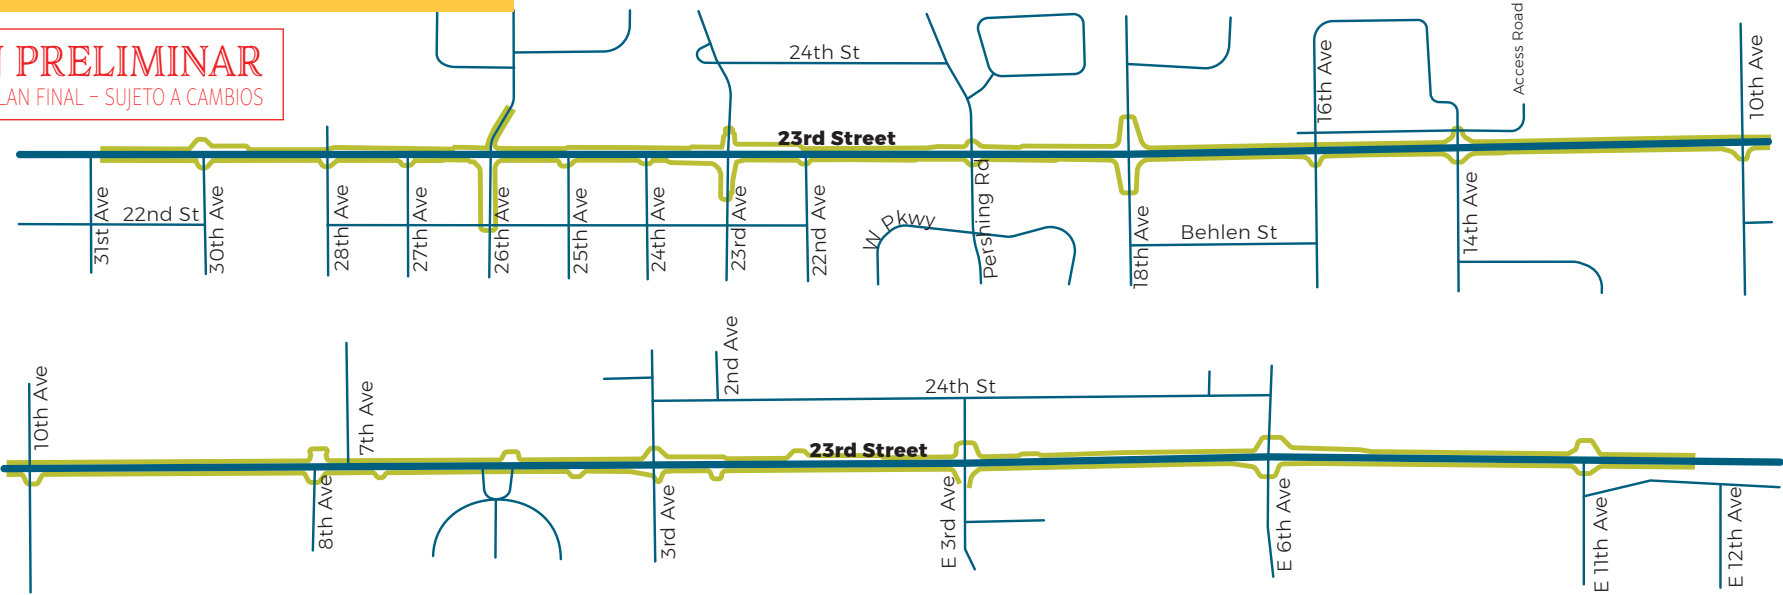 PRELIMINAR
LAN FINAL – SUJETO A CAMBIOS
24th St
23rd Street
16th Ave
Access Road
10th Ave
31st Ave
22nd St
30th Ave
28th Ave
27th Ave
26th Ave
25th Ave
24th Ave
23rd Ave
22nd Ave
W Pkwy
Pershing Rd
18th Ave
Behlen St
14th Ave
10th Ave
7th Ave
8th Ave
2nd Ave
24th St
23rd Street
3rd Ave
E 3rd Ave
E 6th Ave
E 11th Ave
E 12th Ave